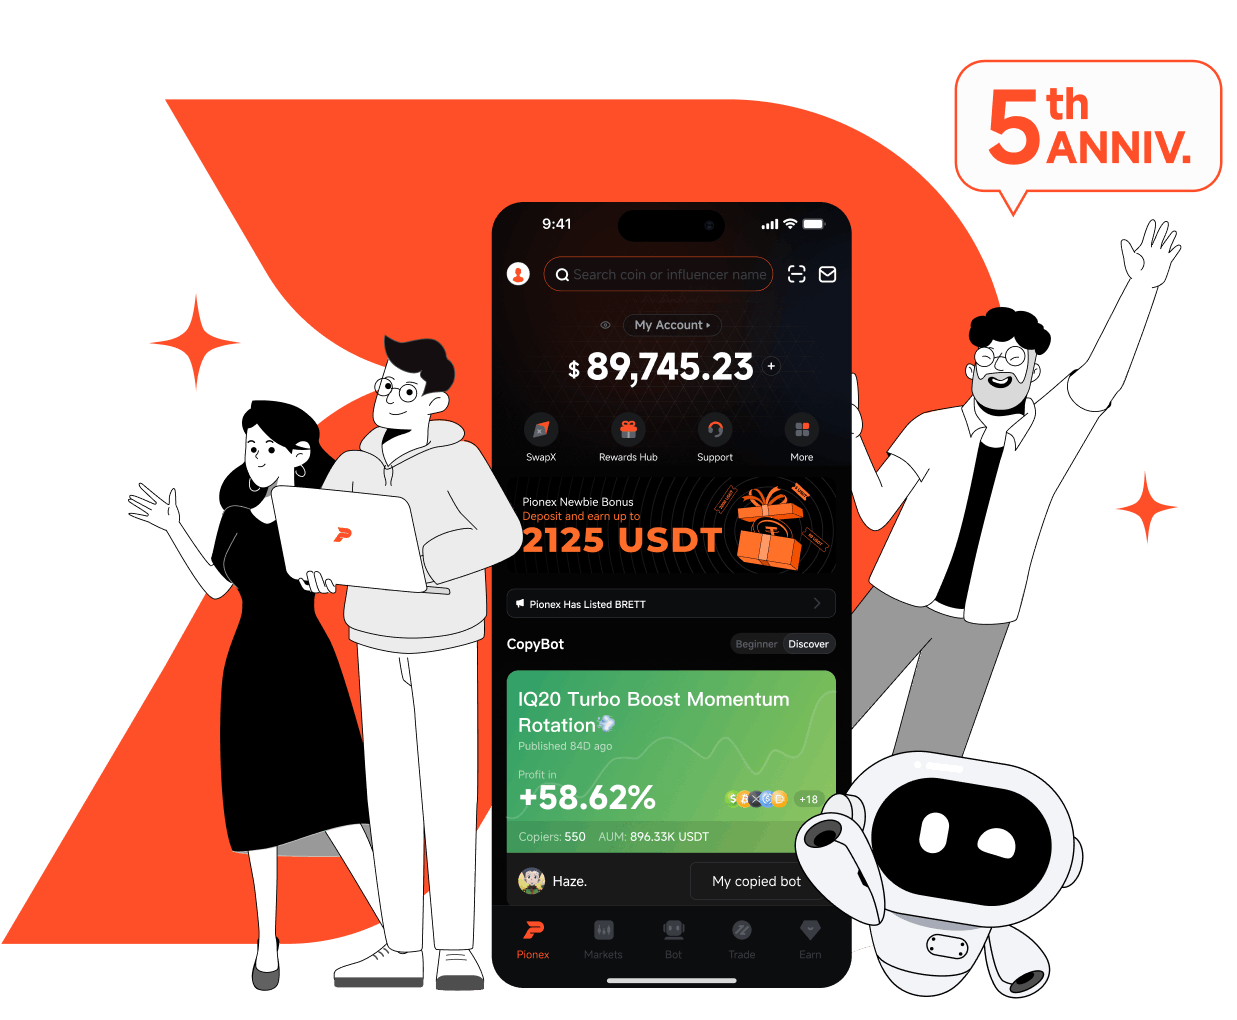 5th
ANNIV.
9:41
Search coin or influencer name
My Account
$ 89,745.23 +
SwapX
Rewards Hub
Support
More
Pionex Newbie Bonus
Deposit and earn up to
2125 USDT
Pionex Has Listed BRETT
CopyBot
Beginner
Discover
IQ20 Turbo Boost Momentum
Rotation
Published 84D ago
Profit in
+58.62%
+18
Copiers: 550
AUM: 896.33K USDT
Haze.
My copied bot
Pionex
Markets
Bot
Trade
Earn